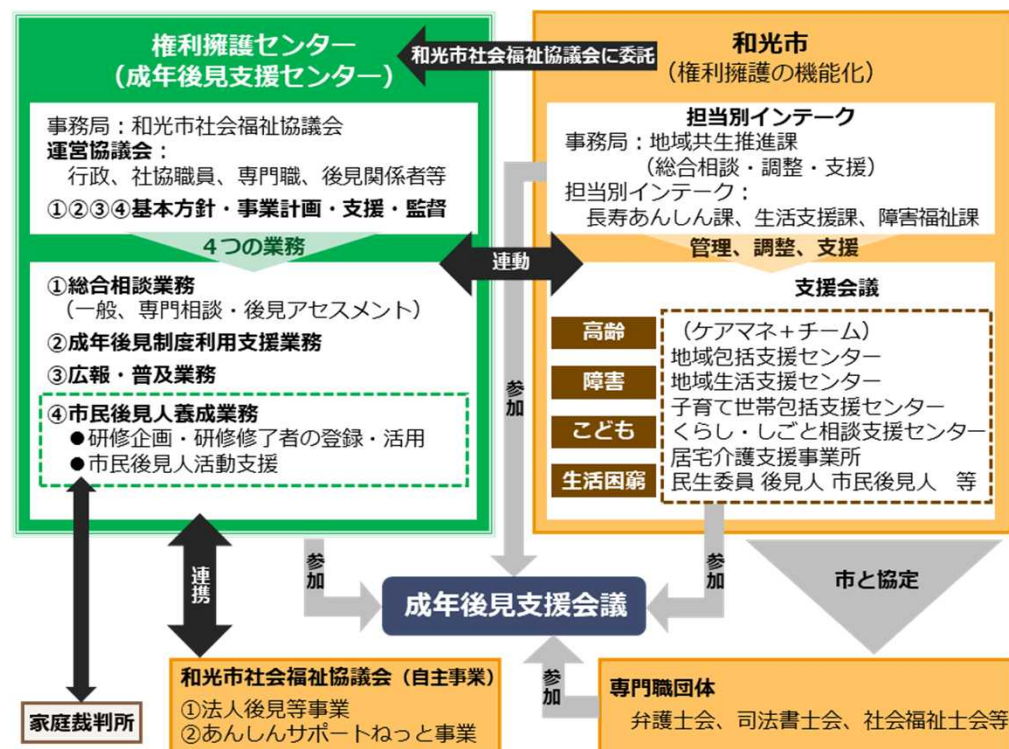 権利擁護センター
（成年後見支援センター）
和光市社会福祉協議会に委託
和光市
（権利擁護の機能化）
事務局：和光市社会福祉協議会
運営協議会：
行政、社協職員、専門職、後見関係者等
①②③④基本方針・事業計画・支援・監督
４つの業務
①総合相談業務
（一般、専門相談・後見アセスメント）
②成年後見制度利用支援業務
③広報・普及業務
④市民後見人養成業務
●研修企画・研修修了者の登録・活用
●市民後見人活動支援
連動
担当別インテーク
事務局：地域共生推進課
（総合相談・調整・支援）
担当別インテーク：
長寿あんしん課、生活支援課、障害福祉課
管理、調整、支援
支援会議
高齢
障害
こども
生活困窮
（ケアマネ＋チーム）
地域包括支援センター
地域生活支援センター
子育て世帯包括支援センター
くらし・しごと相談支援センター
居宅介護支援事業所
民生委員 後見人 市民後見人　等
参加
参加
参加
連携
成年後見支援会議
市と協定
参加
家庭裁判所
和光市社会福祉協議会（自主事業）
①法人後見等事業
②あんしんサポートねっと事業
専門職団体
弁護士会、司法書士会、社会福祉士会等